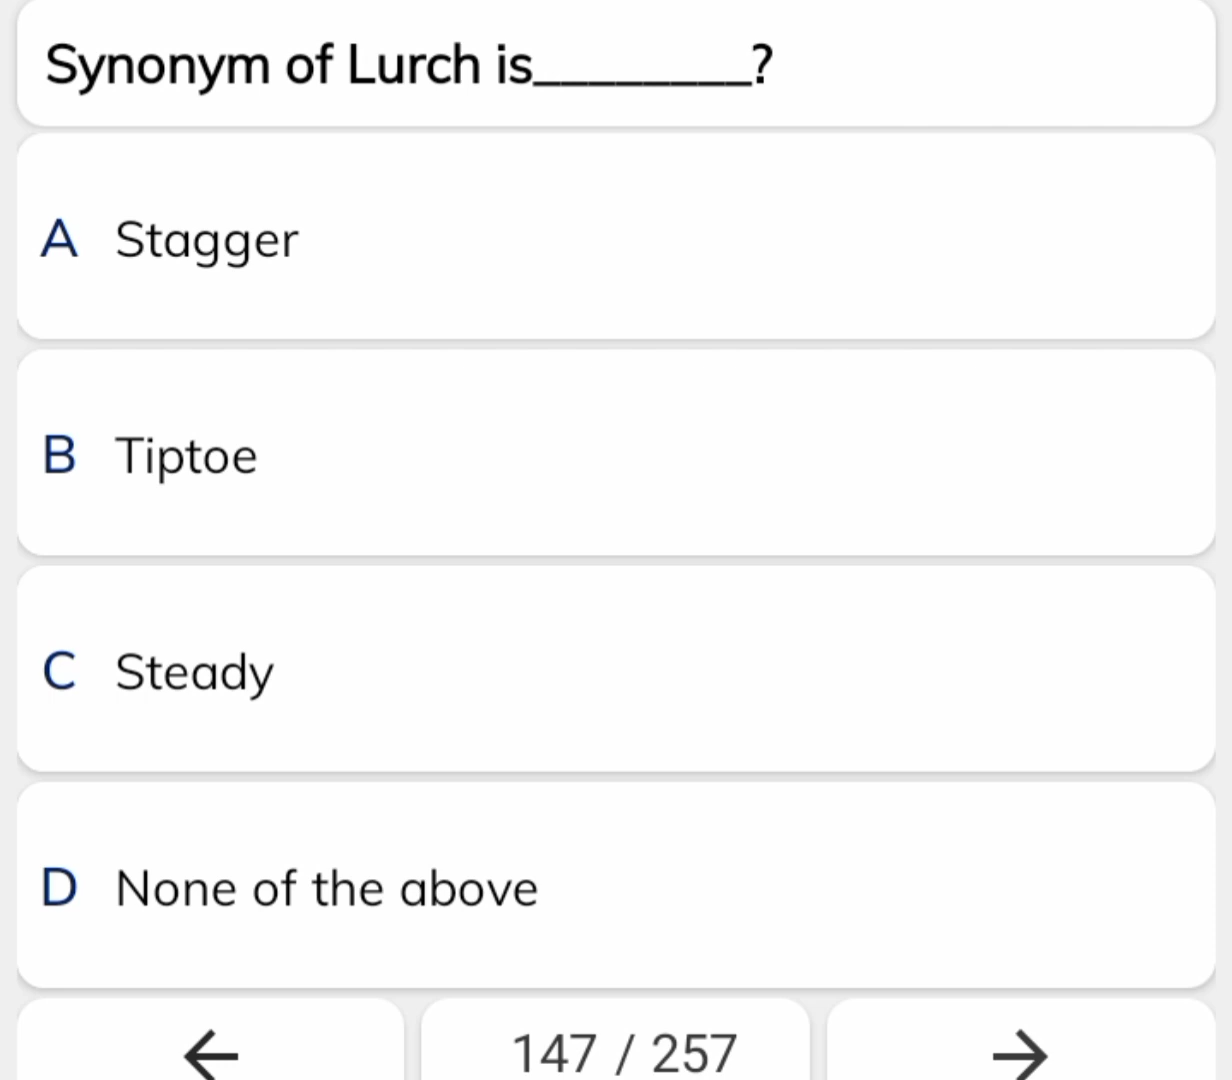 Synonym of Lurch is________?
A Stagger
B Tiptoe
C Steady
D None of the above
← 147 / 257 →